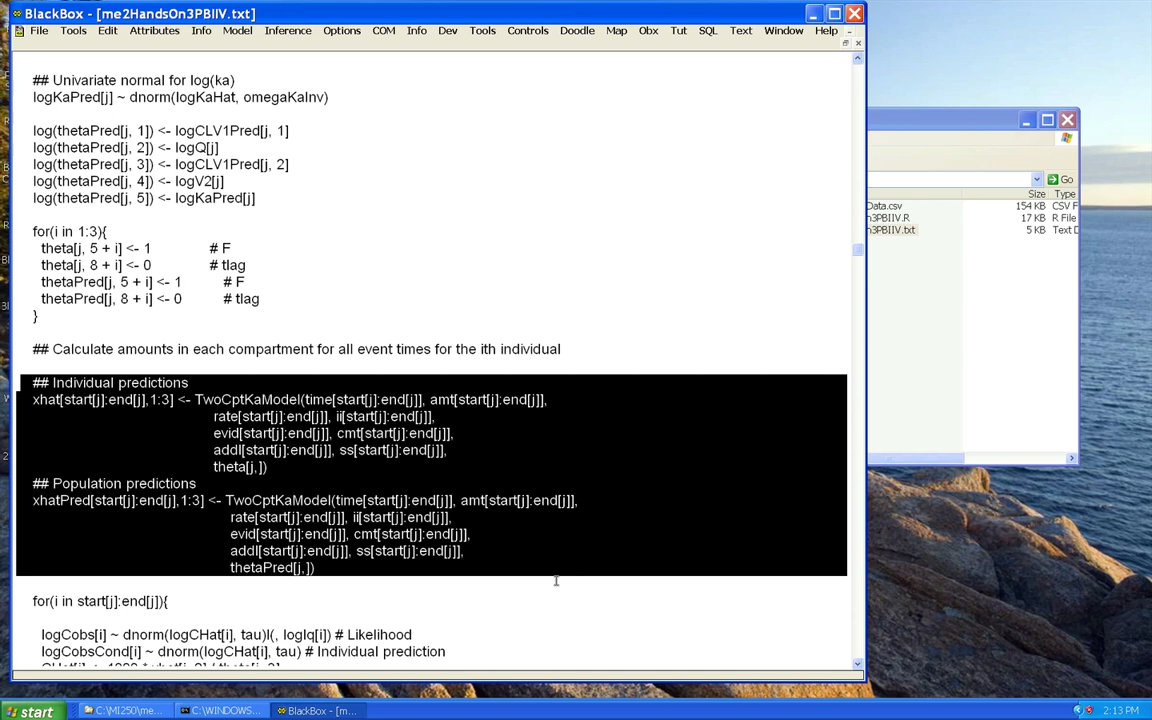 BlackBox - [me2HandsOn3PBIIV.txt]
File Tools Edit Attributes Info Model Inference Options COM Info Dev Tools Controls Doodle Map Obx Tut SQL Text Window Help
## Univariate normal for log(ka)
logKaPred[j] ~ dnorm(logKaHat, omegaKaInv)
log(thetaPred[j, 1]) <- logCLV1Pred[j, 1]
log(thetaPred[j, 2]) <- logQ[j]
log(thetaPred[j, 3]) <- logCLV1Pred[j, 2]
log(thetaPred[j, 4]) <- logV2[j]
log(thetaPred[j, 5]) <- logKaPred[j]
for(i in 1:3){
theta[j, 5 + i] <- 1 # F
theta[j, 8 + i] <- 0 # tlag
thetaPred[j, 5 + i] <- 1 # F
thetaPred[j, 8 + i] <- 0 # tlag
}
## Calculate amounts in each compartment for all event times for the ith individual
## Individual predictions
xhat[start[j]:end[j],1:3] <- TwoCptKaModel(time[start[j]:end[j]], amt[start[j]:end[j]],
rate[start[j]:end[j]], ii[start[j]:end[j]],
evid[start[j]:end[j]], cmt[start[j]:end[j]],
addl[start[j]:end[j]], ss[start[j]:end[j]],
theta[j,])
## Population predictions
xhatPred[start[j]:end[j],1:3] <- TwoCptKaModel(time[start[j]:end[j]], amt[start[j]:end[j]],
rate[start[j]:end[j]], ii[start[j]:end[j]],
evid[start[j]:end[j]], cmt[start[j]:end[j]],
addl[start[j]:end[j]], ss[start[j]:end[j]],
thetaPred[j,])
for(i in start[j]:end[j]){
logCobs[i] ~ dnorm(logCHat[i], tau)I(, logIq[i]) # Likelihood
logCobsCond[i] ~ dnorm(logCHat[i], tau) # Individual prediction
Go
Size Type
Data.csv 154 KB CSV F
n3PBIIV.R 17 KB R File
n3PBIIV.txt 5 KB Text D
start C:\MI250\me... C:\WINDOWS... BlackBox - [m... 2:13 PM